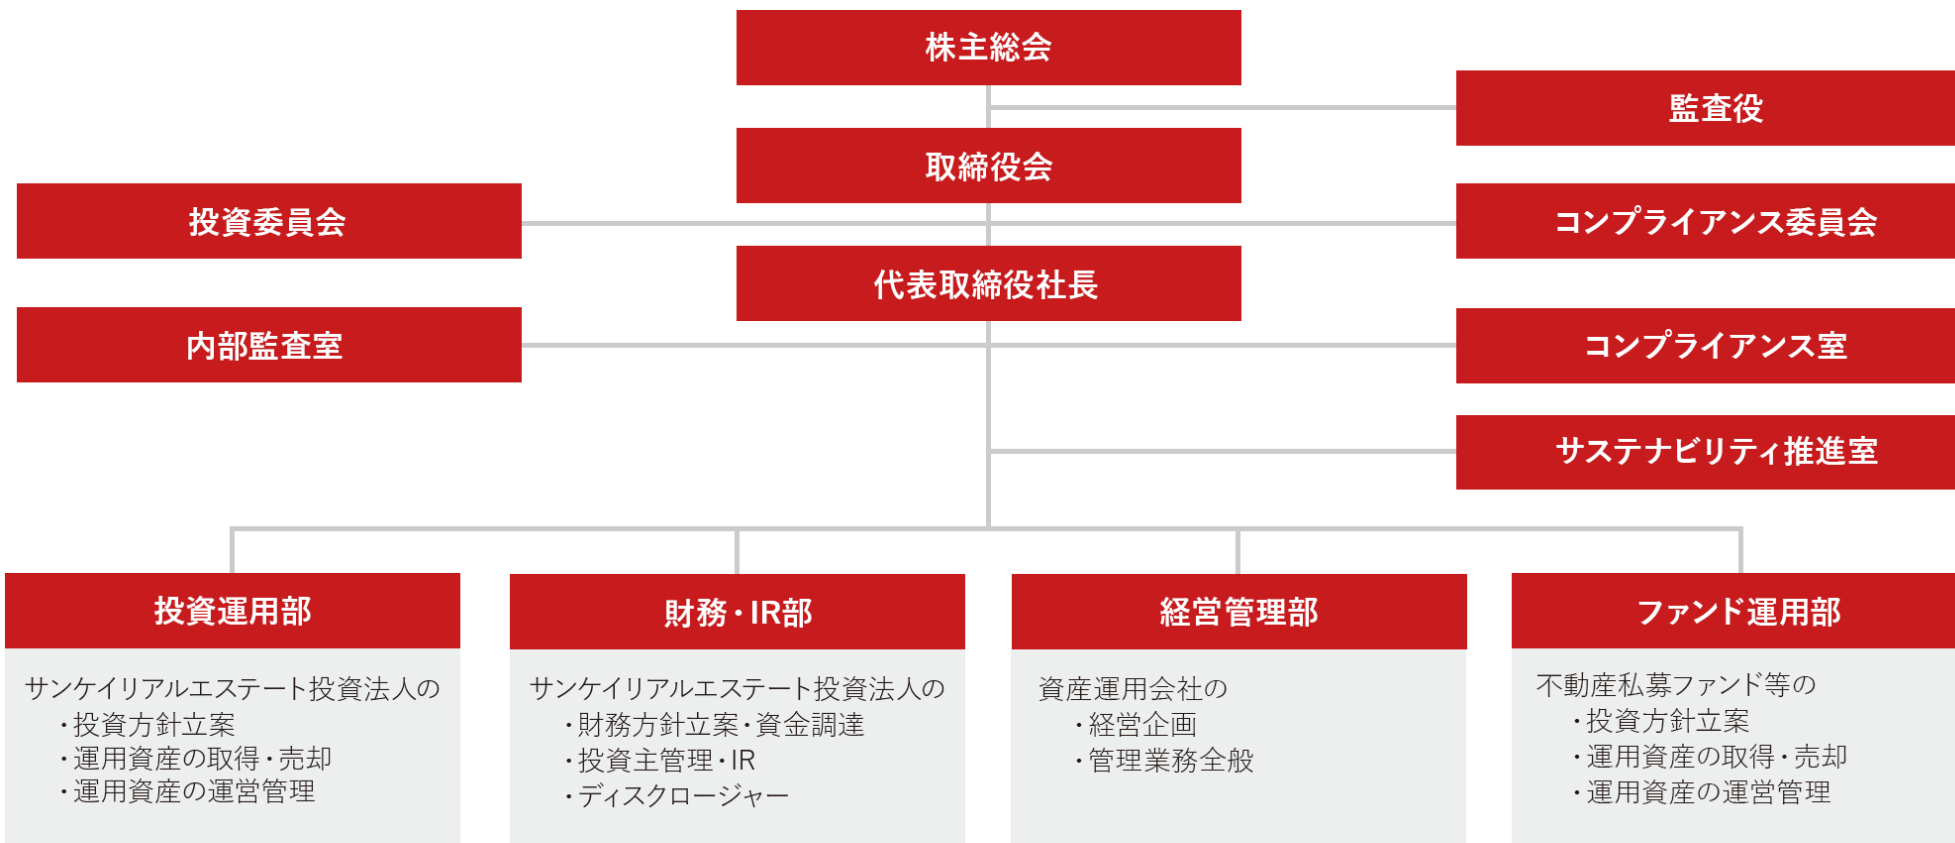 株主総会
監査役
取締役会
投資委員会
コンプライアンス委員会
代表取締役社長
内部監査室
コンプライアンス室
サステナビリティ推進室
投資運用部
サンケイリアルエステート投資法人の
・投資方針立案
・運用資産の取得・売却
・運用資産の運営管理
財務・IR部
サンケイリアルエステート投資法人の
・財務方針立案・資金調達
・投資主管理・IR
・ディスクロージャー
経営管理部
資産運用会社の
・経営企画
・管理業務全般
ファンド運用部
不動産私募ファンド等の
・投資方針立案
・運用資産の取得・売却
・運用資産の運営管理